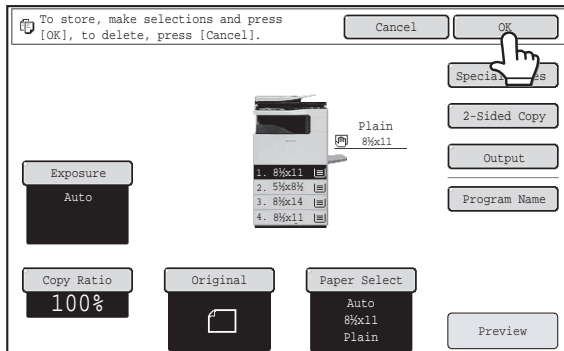 To store, make selections and press
[OK], to delete, press [Cancel].
Cancel
OK
Special
2-Sided Copy
Output
Program Name
Plain
8½x11
1. 8½x11
2. 5½x8½
3. 8½x14
4. 8½x11
Exposure
Auto
Copy Ratio
100%
Original
Paper Select
Auto
8½x11
Plain
Preview